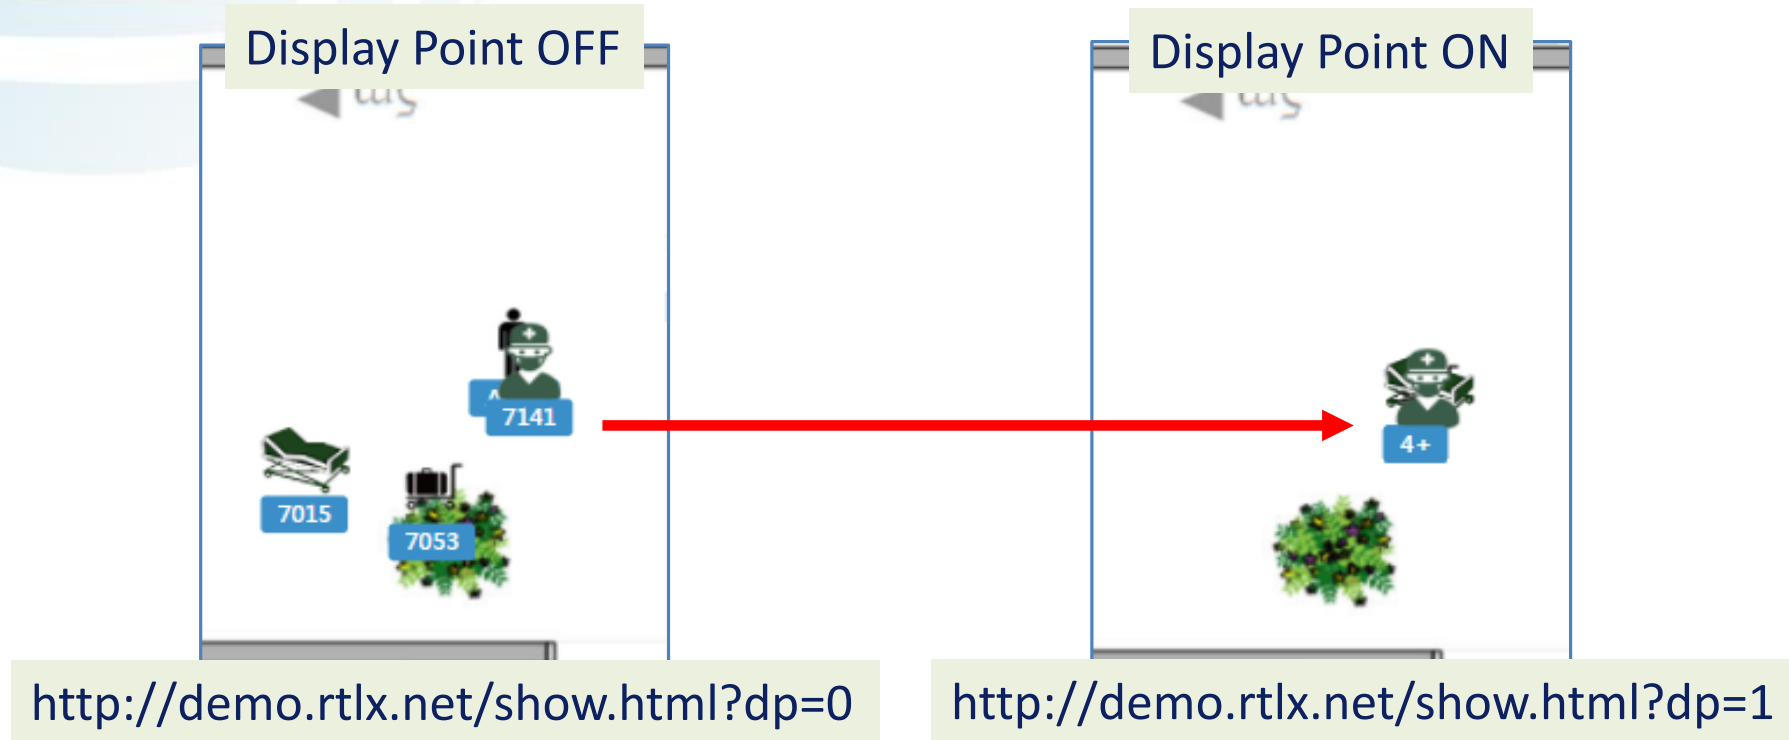 Display Point OFF
Display Point ON
7141
4+
7015
7053
http://demo.rtlx.net/show.html?dp=0
http://demo.rtlx.net/show.html?dp=1